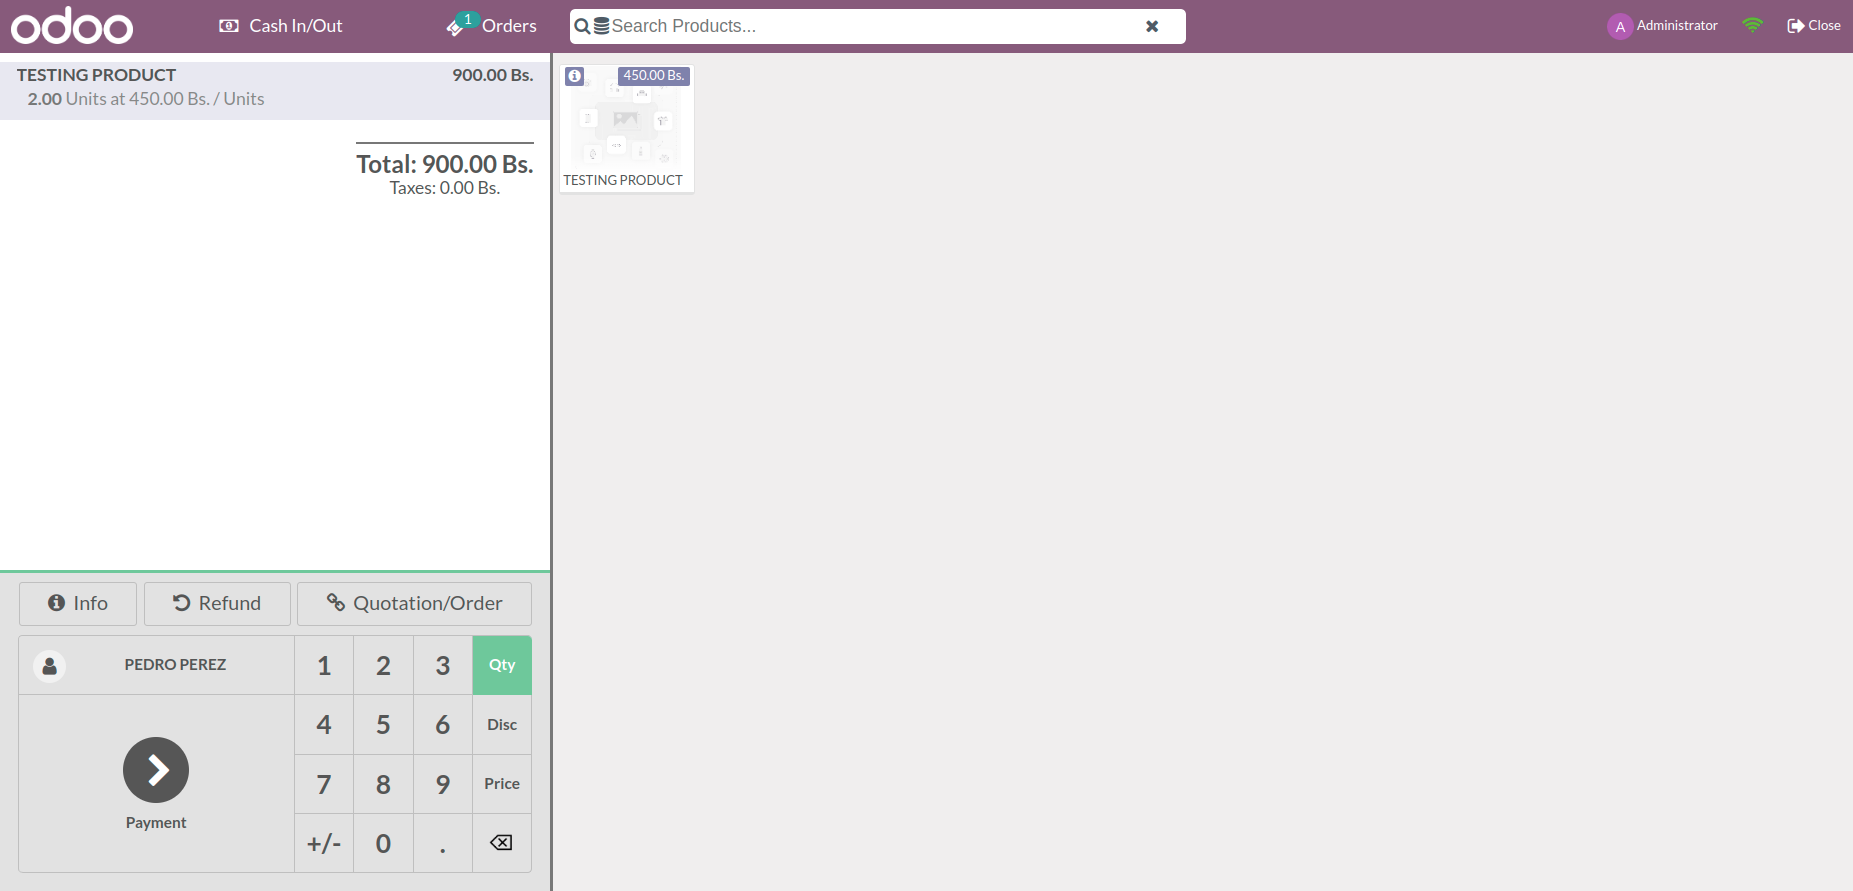 odoo
Cash In/Out
1
Orders
Search Products...
A
Administrator
Close
TESTING PRODUCT
900.00 Bs.
2.00 Units at 450.00 Bs. / Units
Total: 900.00 Bs.
Taxes: 0.00 Bs.
450.00 Bs.
TESTING PRODUCT
Info
Refund
Quotation/Order
PEDRO PEREZ
1
2
3
Qty
4
5
6
Disc
7
8
9
Price
Payment
+/-
0
.